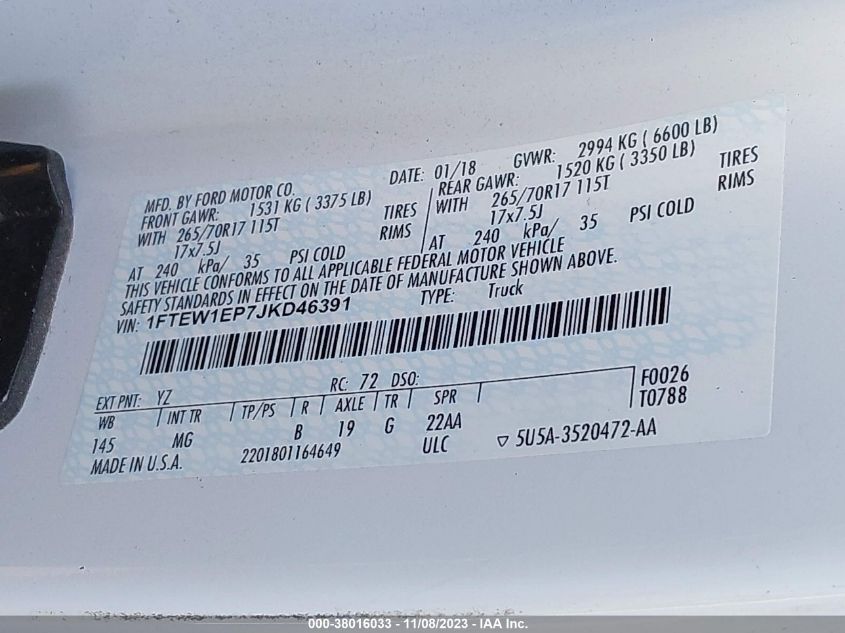 MFD. BY FORD MOTOR CO.
DATE: 01/18 GVWR: 2994 KG ( 6600 LB)
FRONT GAWR: 1531 KG ( 3375 LB)
REAR GAWR: 1520 KG ( 3350 LB)
WITH 265/70R17 115T TIRES
WITH 265/70R17 115T TIRES
17x7.5J RIMS
17x7.5J RIMS
AT 240 kPa/ 35 PSI COLD
AT 240 kPa/ 35 PSI COLD
THIS VEHICLE CONFORMS TO ALL APPLICABLE FEDERAL MOTOR VEHICLE
SAFETY STANDARDS IN EFFECT ON THE DATE OF MANUFACTURE SHOWN ABOVE.
VIN: 1FTEW1EP7JKD46391 TYPE: Truck
EXT PNT: YZ RC: 72 DSO:
WB INT TR TP/PS R AXLE TR SPR
145 MG B 19 G 22AA
F0026
T0788
MADE IN U.S.A. 2201801164649 ULC ▽ 5U5A-3520472-AA
000-38016033 - 11/08/2023 - IAA Inc.